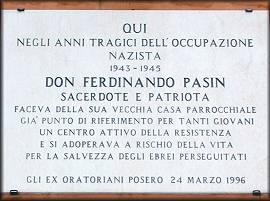 QUI
NEGLI ANNI TRAGICI DELL'OCCUPAZIONE
NAZISTA
1943-1945
DON FERDINANDO PASIN
SACERDOTE E PATRIOTA
FACEVA DELLA SUA VECCHIA CASA PARROCCHIALE
GIA' PUNTO DI RIFERIMENTO PER TANTI GIOVANI
UN CENTRO ATTIVO DELLA RESISTENZA
E SI ADOPERAVA A RISCHIO DELLA VITA
PER LA SALVEZZA DEGLI EBREI PERSEGUITATI
GLI EX ORATORIANI POSERO 24 MARZO 1996